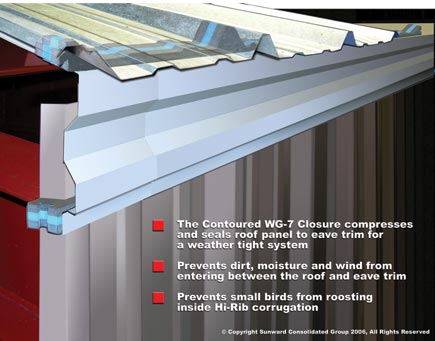 The Contoured WG-7 Closure compresses
and seals roof panel to eave trim for
a weather tight system
Prevents dirt, moisture and wind from
entering between the roof and eave trim
Prevents small birds from roosting
inside Hi-Rib corrugation
© Copyright Sunward Consolidated Group 2006, All Rights Reserved